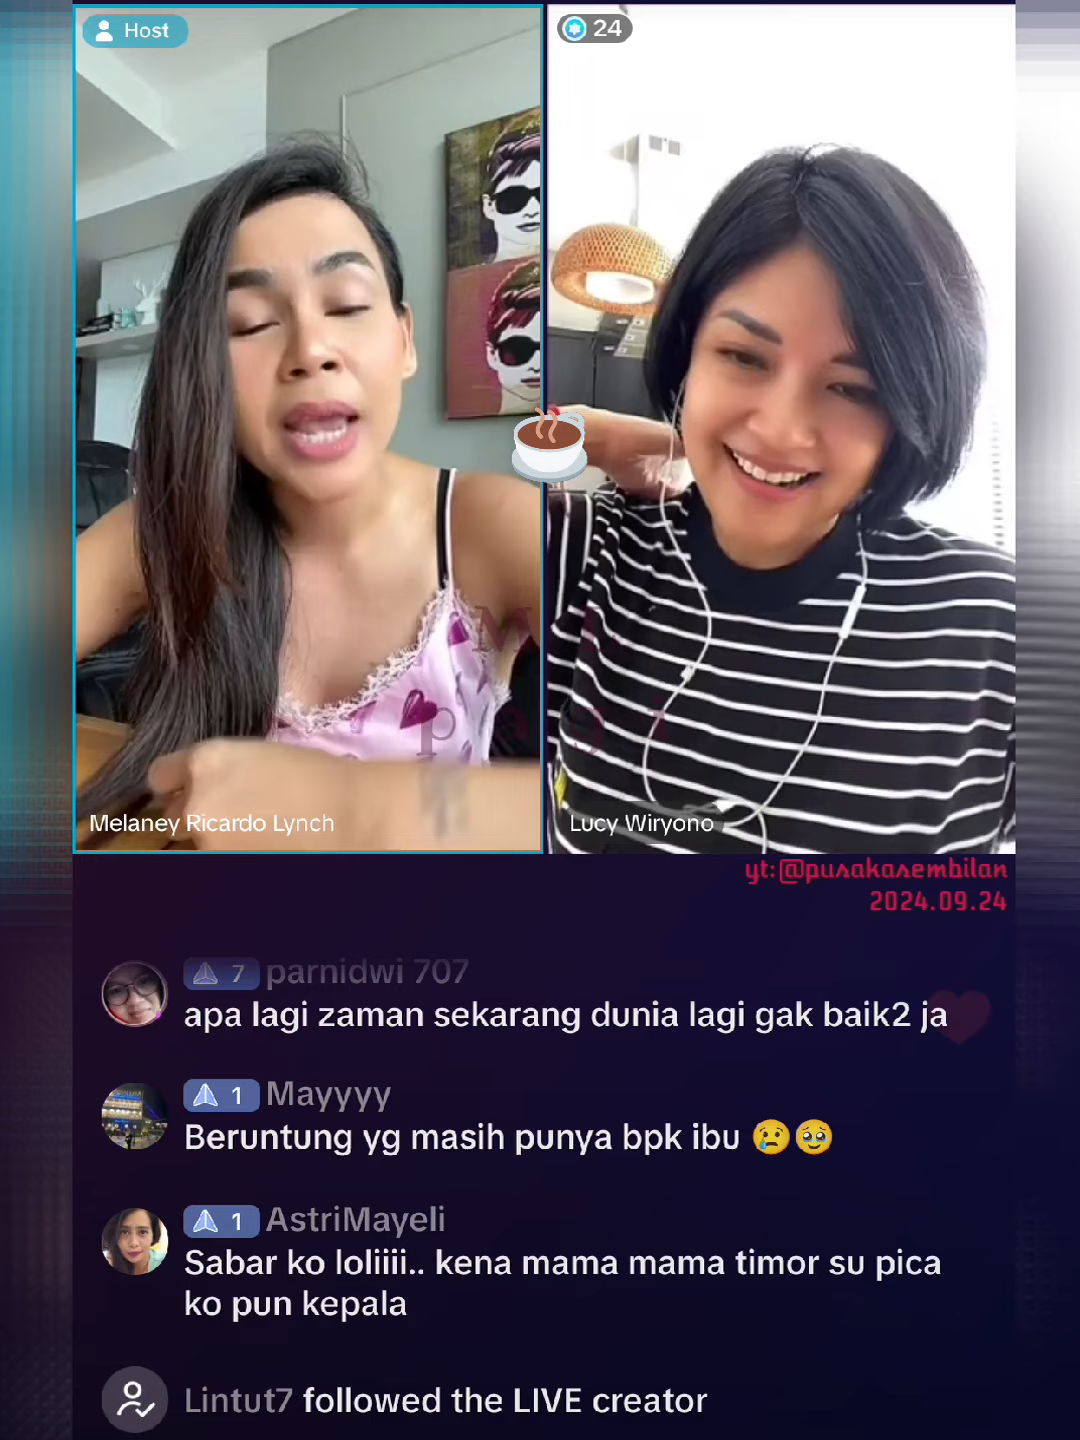 Host
24
Melaney Ricardo Lynch
Lucy Wiryono
yt:@pusakasembilan
2024.09.24
7 parnidwi 707
apa lagi zaman sekarang dunia lagi gak baik2 ja
1 Mayyyy
Beruntung yg masih punya bpk ibu 😢🥹
1 AstriMayeli
Sabar ko loliiii.. kena mama mama timor su pica
ko pun kepala
Lintut7 followed the LIVE creator